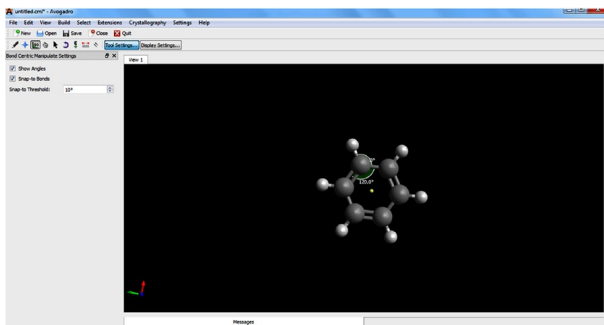 untitled.cml* - Avogadro
File Edit View Build Select Extensions Crystallography Settings Help
New Open Save Close Quit
Tool Settings... Display Settings...
Bond Centric Manipulate Settings
View 1
Show Angles
Snap-to Bonds
Snap-to Threshold: 10°
120.0°
Messages